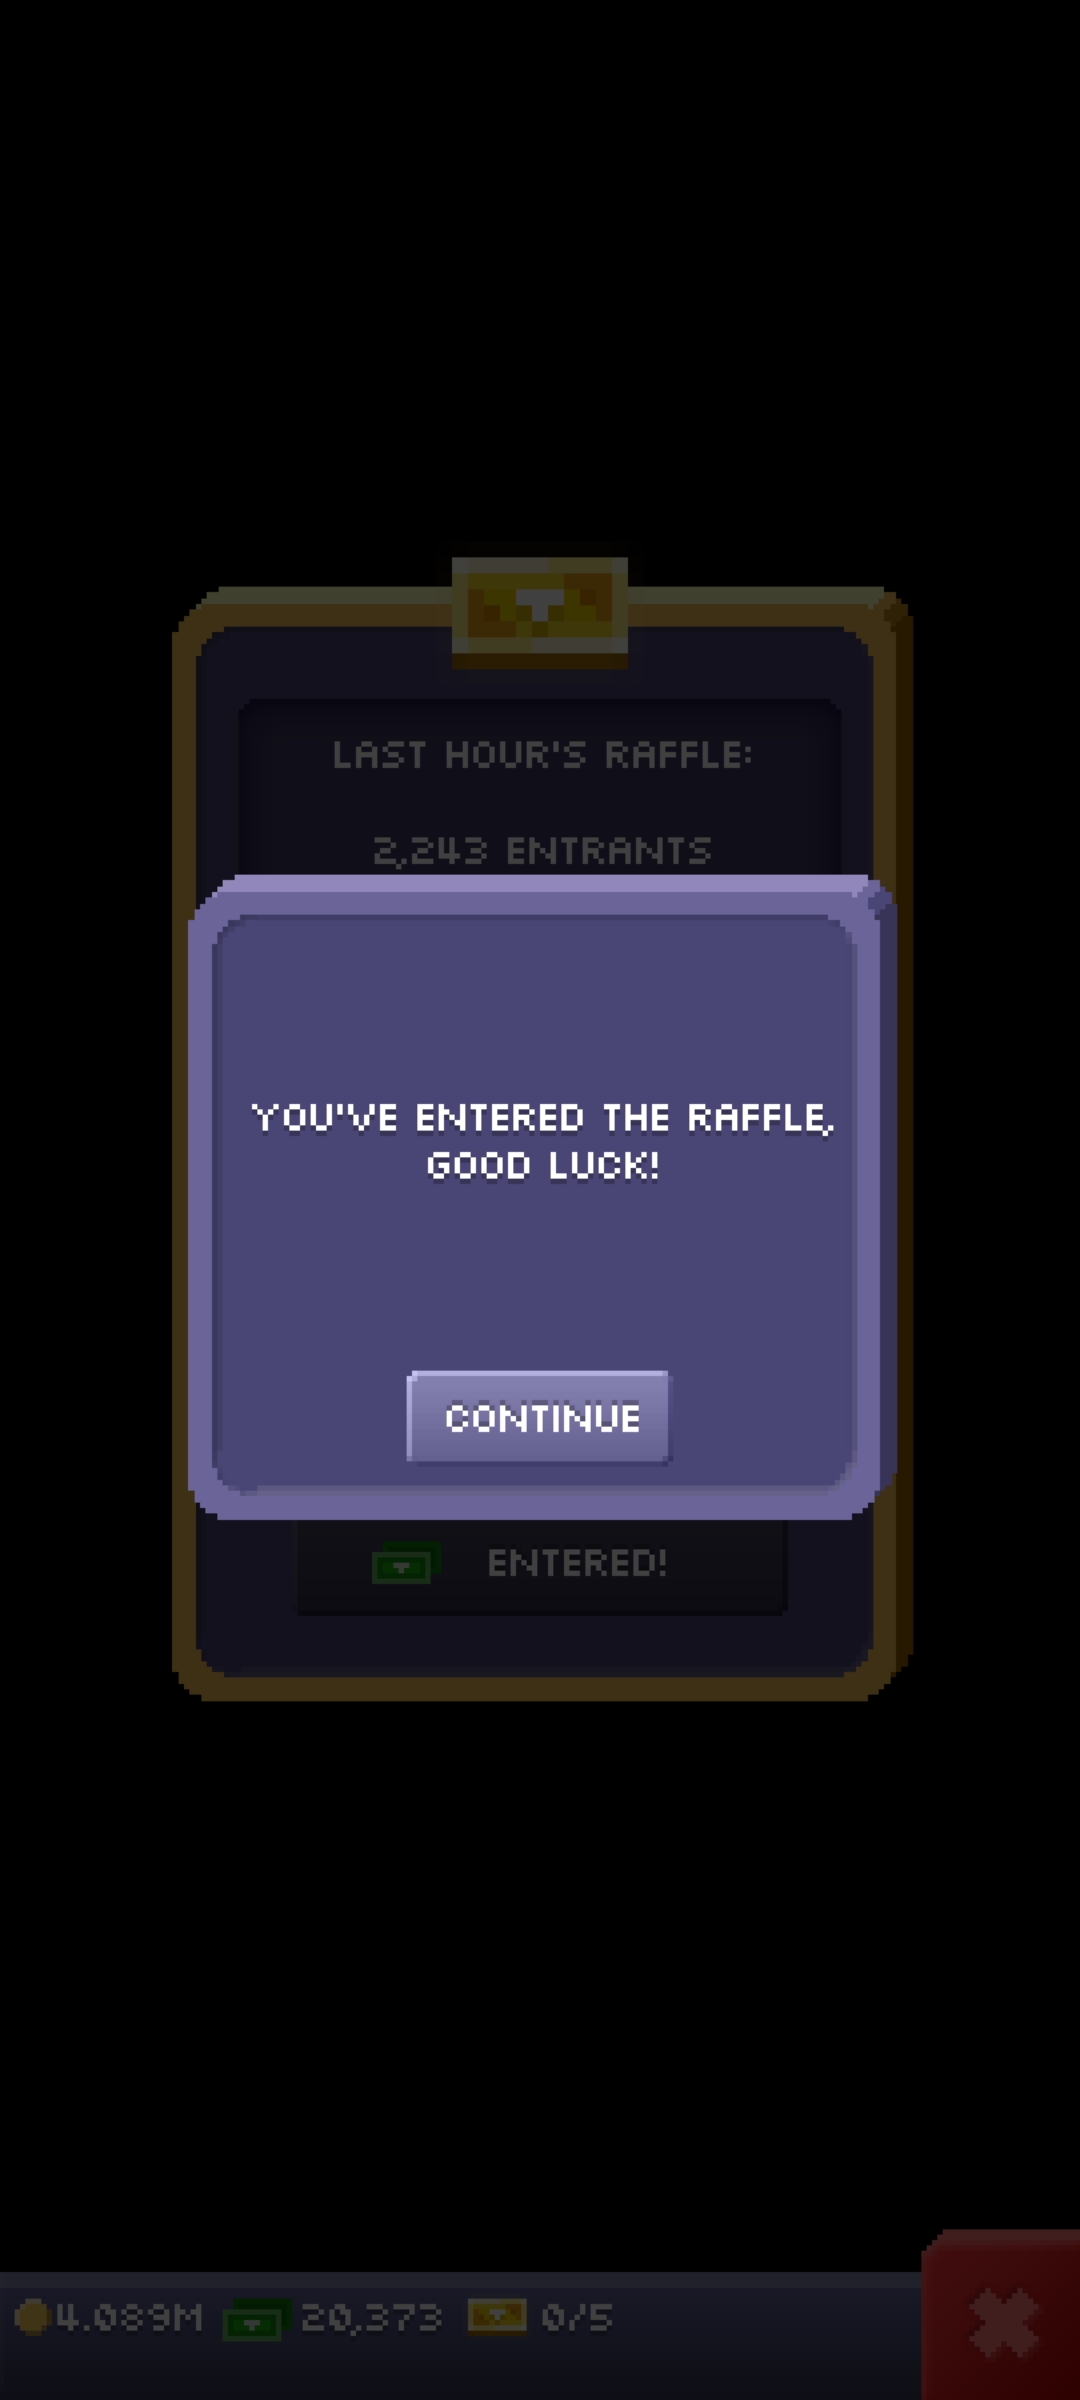 LAST HOUR'S RAFFLE:
2,243 ENTRANTS
YOU'VE ENTERED THE RAFFLE,
GOOD LUCK!
CONTINUE
ENTERED!
4.089M 20,373 0/5